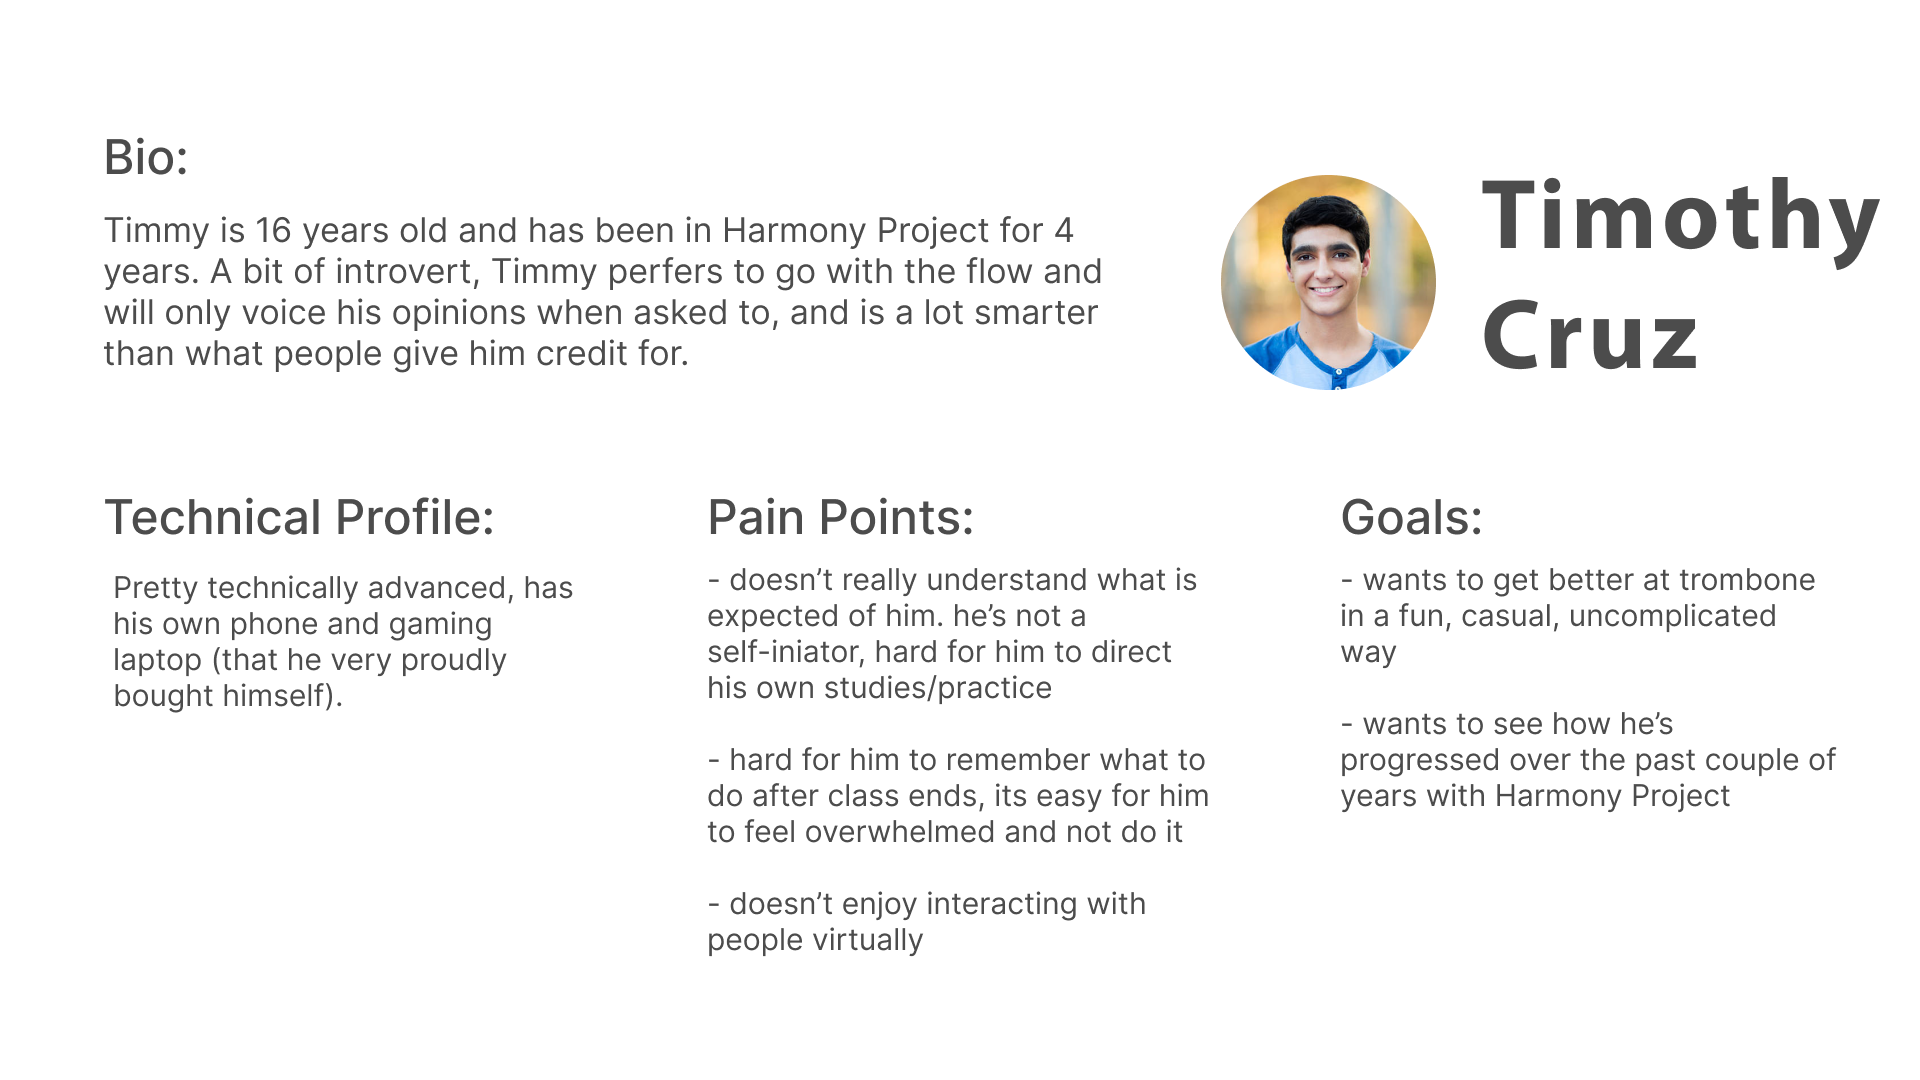 Bio:
Timmy is 16 years old and has been in Harmony Project for 4
years. A bit of introvert, Timmy perfers to go with the flow and
will only voice his opinions when asked to, and is a lot smarter
than what people give him credit for.
Timothy
Cruz
Technical Profile:
Pretty technically advanced, has
his own phone and gaming
laptop (that he very proudly
bought himself).
Pain Points:
- doesn’t really understand what is
expected of him. he’s not a
self-iniator, hard for him to direct
his own studies/practice
- hard for him to remember what to
do after class ends, its easy for him
to feel overwhelmed and not do it
- doesn’t enjoy interacting with
people virtually
Goals:
- wants to get better at trombone
in a fun, casual, uncomplicated
way
- wants to see how he’s
progressed over the past couple of
years with Harmony Project